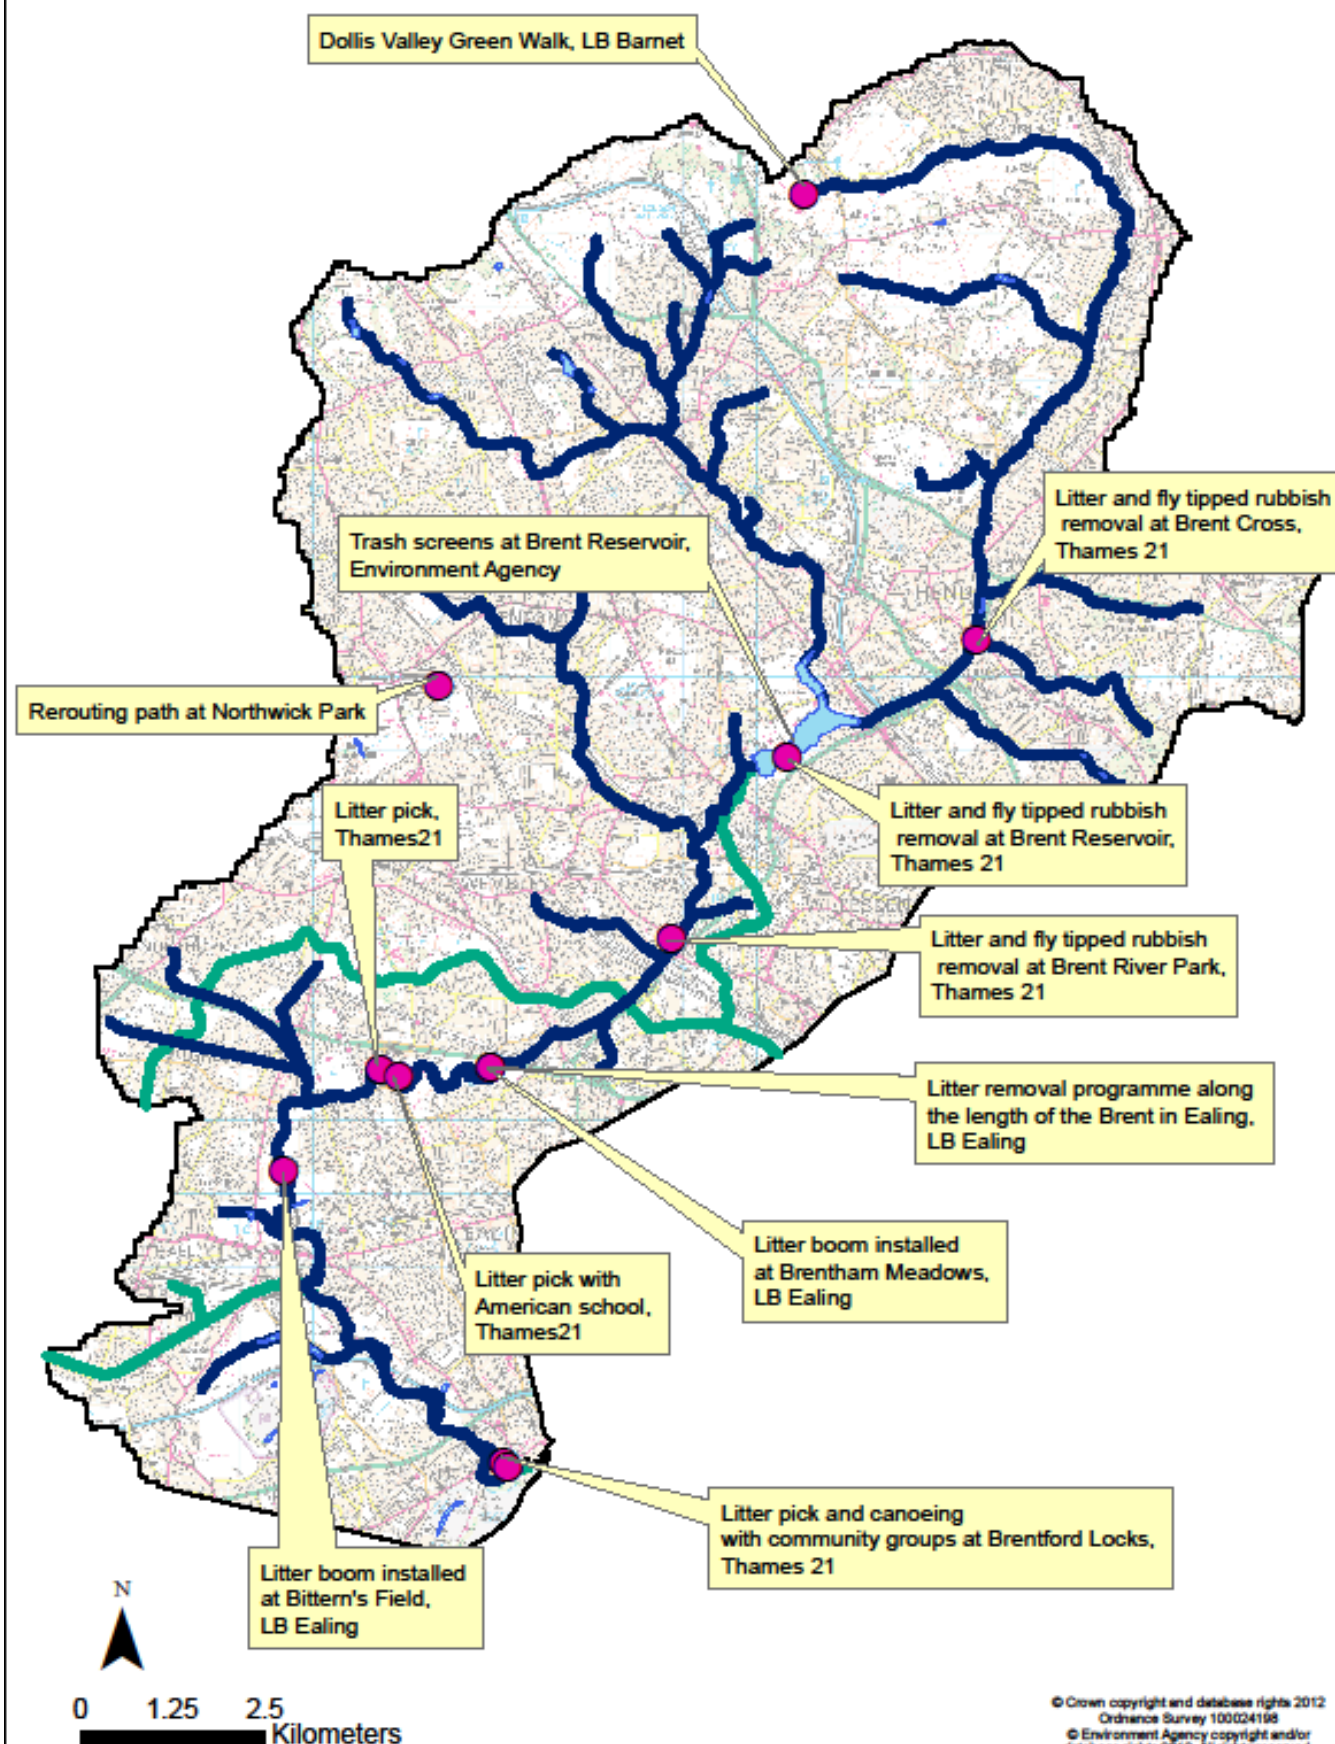 Dollis Valley Green Walk, LB Barnet
Litter and fly tipped rubbish
removal at Brent Cross,
Thames 21
Trash screens at Brent Reservoir,
Environment Agency
Rerouting path at Northwick Park
Litter pick,
Thames21
Litter and fly tipped rubbish
removal at Brent Reservoir,
Thames 21
Litter and fly tipped rubbish
removal at Brent River Park,
Thames 21
Litter removal programme along
the length of the Brent in Ealing,
LB Ealing
Litter boom installed
at Brentham Meadows,
LB Ealing
Litter pick with
American school,
Thames21
Litter pick and canoeing
with community groups at Brentford Locks,
Thames 21
Litter boom installed
at Bittern's Field,
LB Ealing
N
0 1.25 2.5
Kilometers
© Crown copyright and database rights 2012
Ordnance Survey 100024198
© Environment Agency copyright and/or